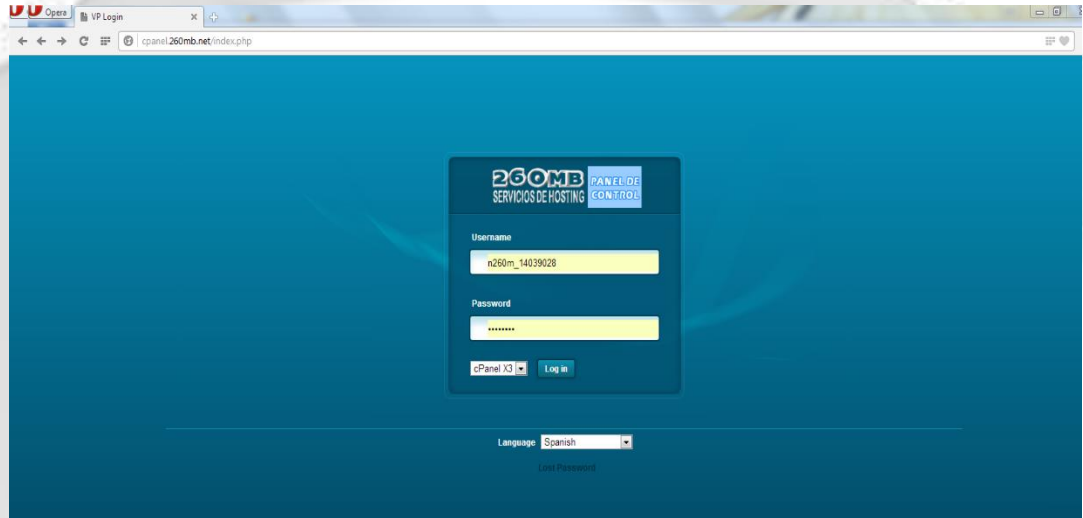 Opera
VP Login
cpanel.260mb.net/index.php
260MB
SERVICIOS DE HOSTING
PANEL DE
CONTROL
Username
n260m_14039028
Password
••••••••
cPanel X3
Log in
Language
Spanish
Lost Password